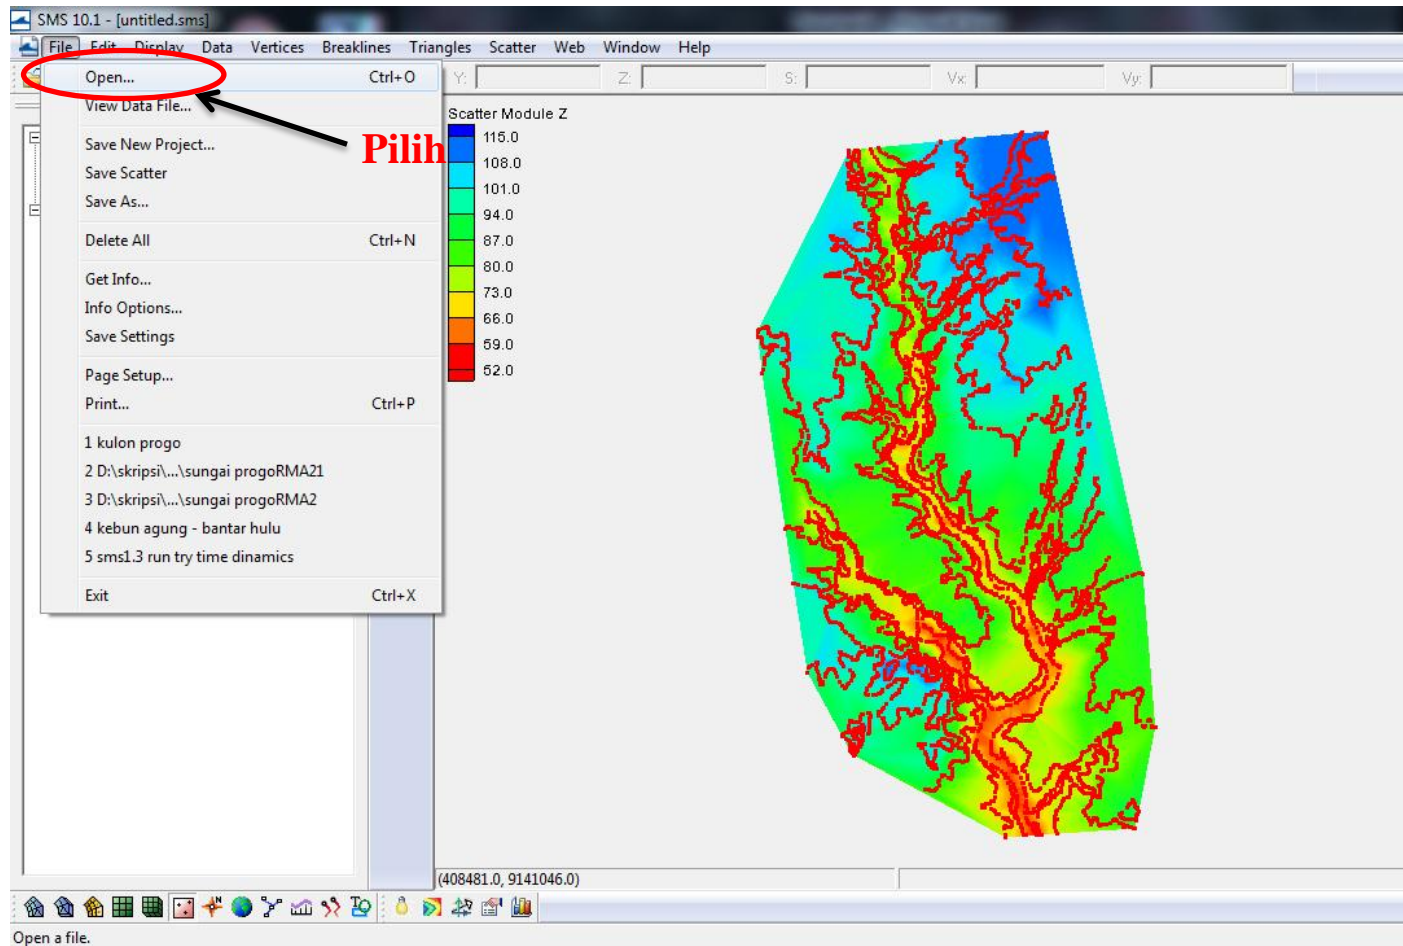 SMS 10.1 - [untitled.sms]
File Edit Display Data Vertices Breaklines Triangles Scatter Web Window Help
Y: Z: S: Vx: Vy:
Open... Ctrl+O
View Data File...
Save New Project...
Save Scatter
Save As...
Delete All Ctrl+N
Get Info...
Info Options...
Save Settings
Page Setup...
Print... Ctrl+P
1 kulon progo
2 D:\skripsi\...\sungai progoRMA21
3 D:\skripsi\...\sungai progoRMA2
4 kebun agung - bantar hulu
5 sms1.3 run try time dinamics
Exit Ctrl+X
Pilih
Scatter Module Z
115.0
108.0
101.0
94.0
87.0
80.0
73.0
66.0
59.0
52.0
(408481.0, 9141046.0)
Open a file.